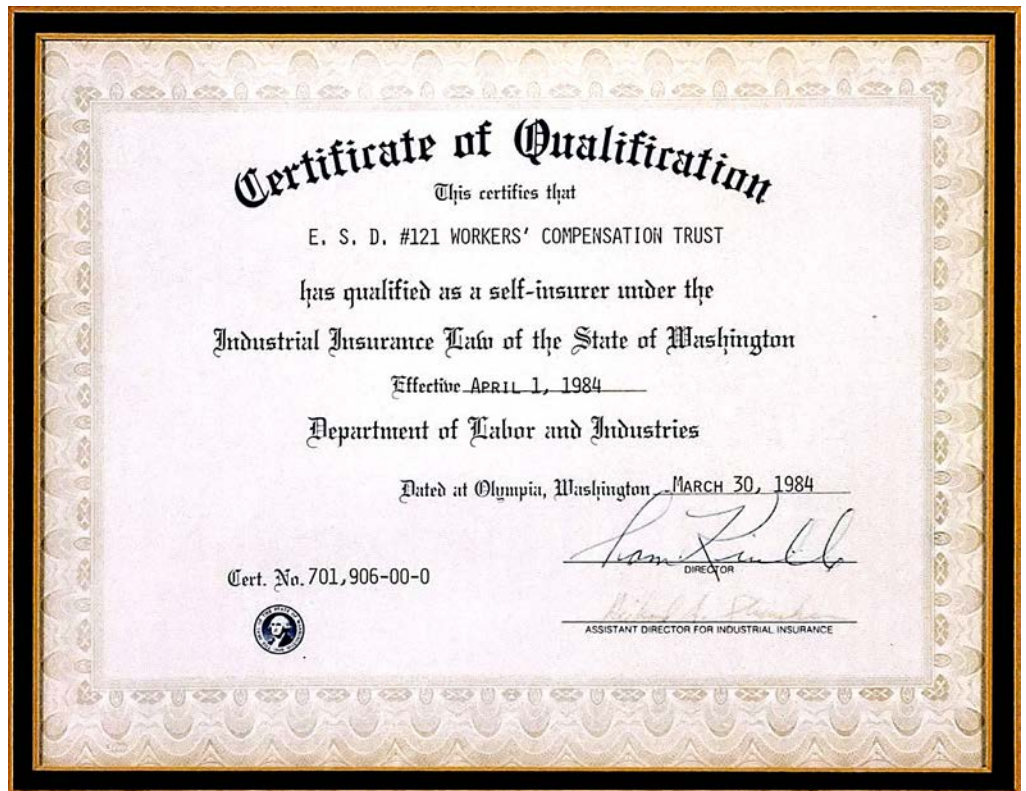 Certificate of Qualification
This certifies that
E. S. D. #121 WORKERS' COMPENSATION TRUST
has qualified as a self-insurer under the
Industrial Insurance Law of the State of Washington
Effective APRIL 1, 1984
Department of Labor and Industries
Dated at Olympia, Washington MARCH 30, 1984
DIRECTOR
Cert. No. 701,906-00-0
ASSISTANT DIRECTOR FOR INDUSTRIAL INSURANCE